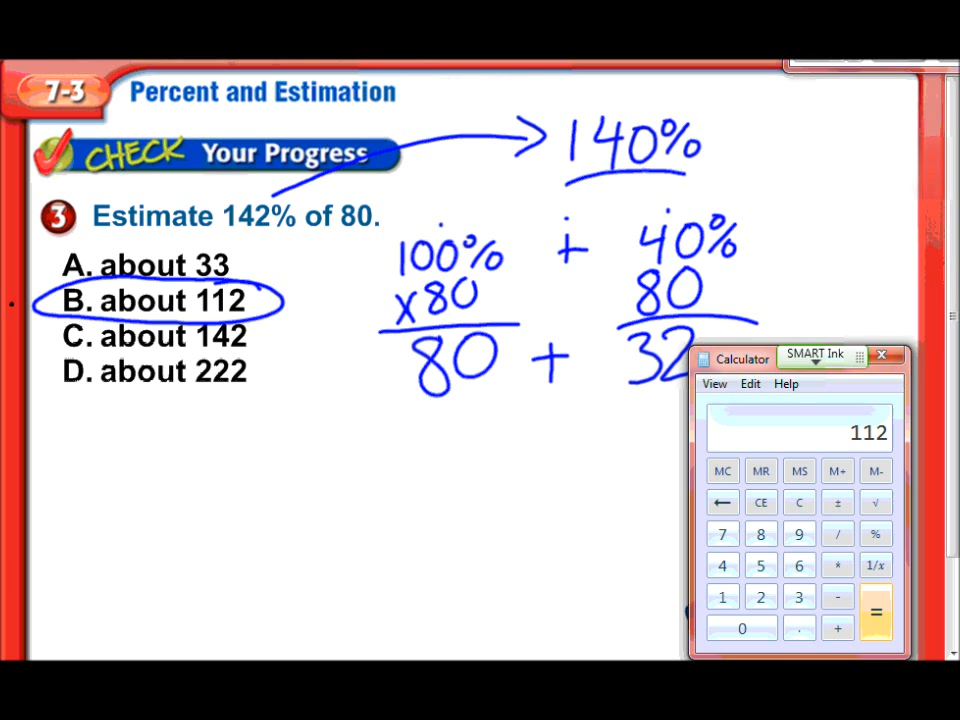 7-3 Percent and Estimation
CHECK Your Progress
140%
3 Estimate 142% of 80.
A. about 33
B. about 112
C. about 142
D. about 222
100% + 40%
x80 80
80 + 32
Calculator SMART Ink
View Edit Help
112
MC MR MS M+ M-
← CE C ± √
7 8 9 / %
4 5 6 * 1/x
1 2 3 - =
0 . +